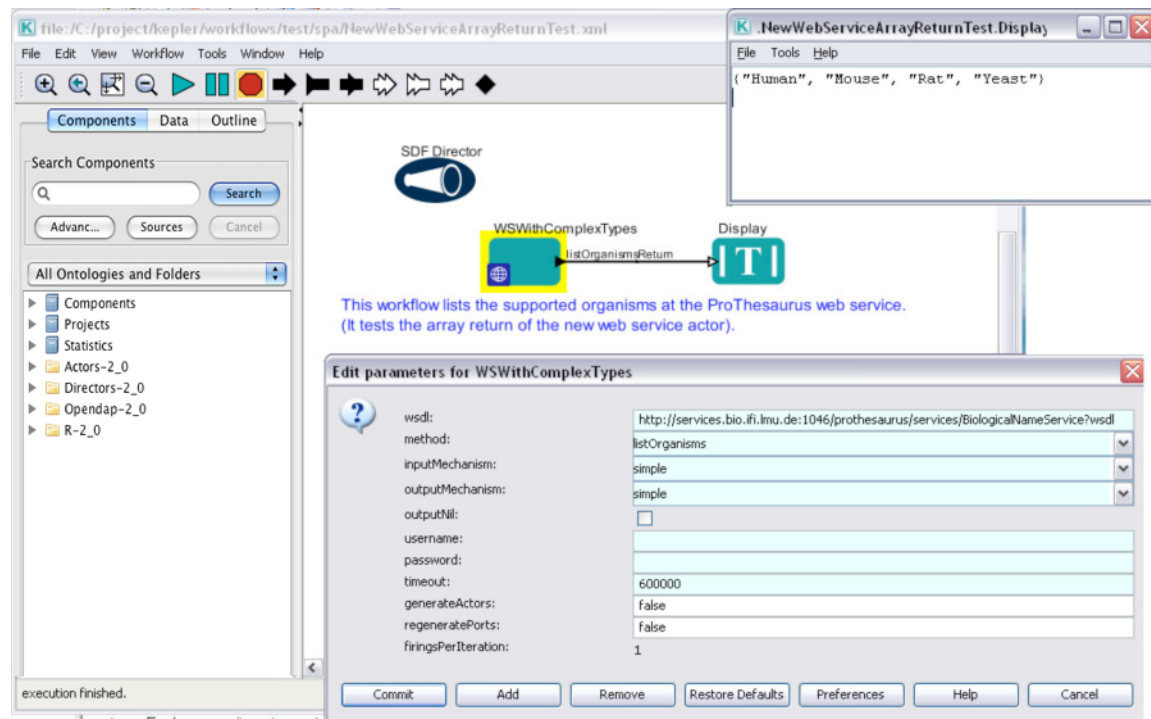 file:/C:/project/kepler/workflows/test/spa/NewWebServiceArrayReturnTest.xml
File Edit View Workflow Tools Window Help
Components Data Outline
Search Components
Search
Advanc... Sources Cancel
All Ontologies and Folders
Components
Projects
Statistics
Actors-2_0
Directors-2_0
Opendap-2_0
R-2_0
execution finished.
SDF Director
WSWithComplexTypes
listOrganismsReturn
Display
T
This workflow lists the supported organisms at the ProThesaurus web service.
(It tests the array return of the new web service actor).
.NewWebServiceArrayReturnTest.Display
File Tools Help
{"Human", "Mouse", "Rat", "Yeast"}
Edit parameters for WSWithComplexTypes
wsdl: http://services.bio.ifi.lmu.de:1046/prothesaurus/services/BiologicalNameService?wsdl
method: listOrganisms
inputMechanism: simple
outputMechanism: simple
outputNil:
username:
password:
timeout: 600000
generateActors: false
regeneratePorts: false
firingsPerIteration: 1
Commit Add Remove Restore Defaults Preferences Help Cancel